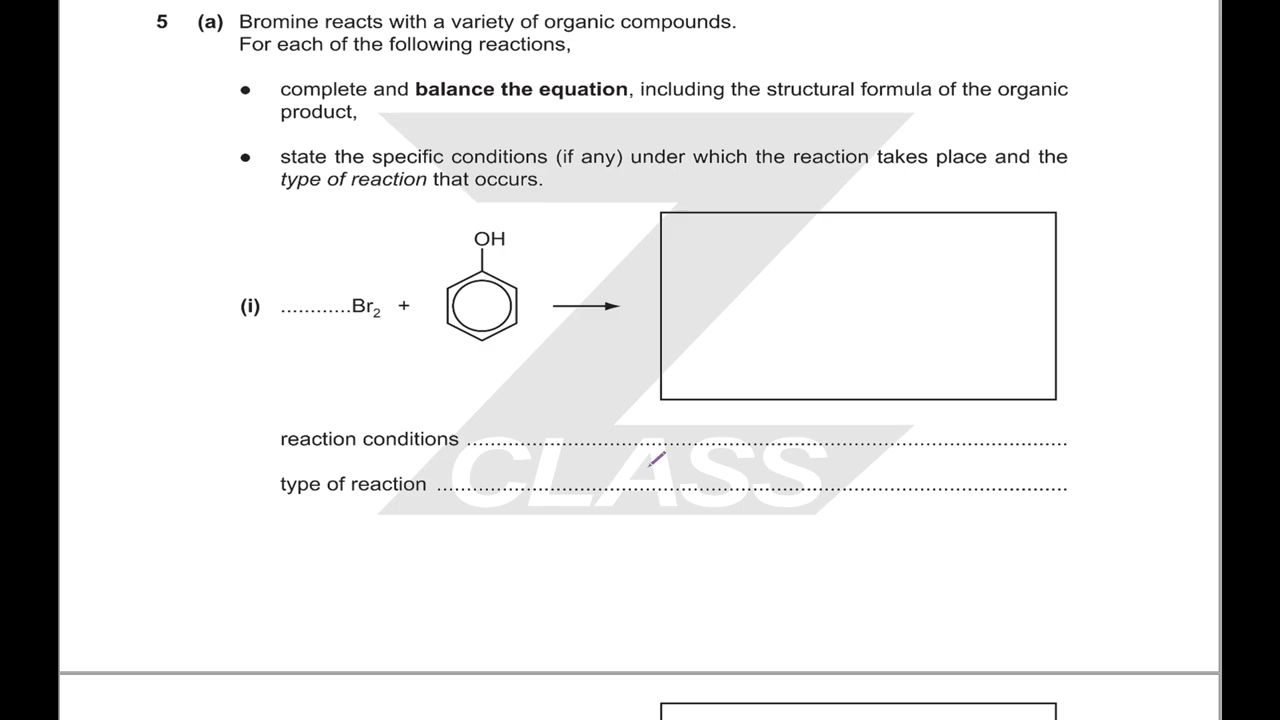 5 (a) Bromine reacts with a variety of organic compounds.
For each of the following reactions,
● complete and balance the equation, including the structural formula of the organic
product,
● state the specific conditions (if any) under which the reaction takes place and the
type of reaction that occurs.
OH
(i) ............Br₂ +
reaction conditions ....................................................................................................
type of reaction .........................................................................................................
CLASS